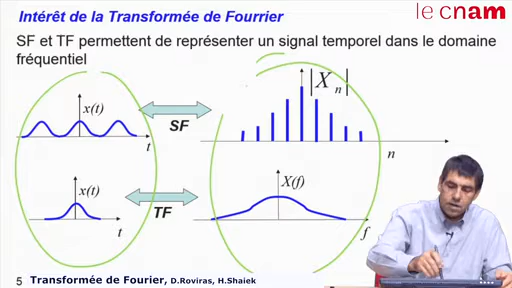 Intérêt de la Transformée de Fourrier
le cnam
SF et TF permettent de représenter un signal temporel dans le domaine
fréquentiel
x(t)
t
SF
|Xn|
n
x(t)
t
TF
X(f)
f
5 Transformée de Fourier, D.Roviras, H.Shaiek